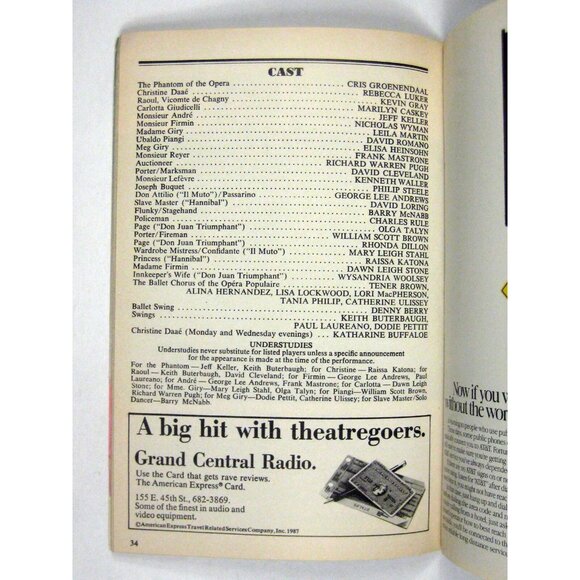 CAST
The Phantom of the Opera . . . . . . . . . . CRIS GROENENDAAL
Christine Daaé . . . . . . . . . . REBECCA LUKER
Raoul, Vicomte de Chagny . . . . . . . . . . KEVIN GRAY
Carlotta Giudicelli . . . . . . . . . . MARILYN CASKEY
Monsieur André . . . . . . . . . . JEFF KELLER
Monsieur Firmin . . . . . . . . . . NICHOLAS WYMAN
Madame Giry . . . . . . . . . . LEILA MARTIN
Ubaldo Piangi . . . . . . . . . . DAVID ROMANO
Meg Giry . . . . . . . . . . ELISA HEINSOHN
Monsieur Reyer . . . . . . . . . . FRANK MASTRONE
Auctioneer . . . . . . . . . . RICHARD WARREN PUGH
Porter/Marksman . . . . . . . . . . DAVID CLEVELAND
Monsieur Lefèvre . . . . . . . . . . KENNETH WALLER
Joseph Buquet . . . . . . . . . . PHILIP STEELE
Don Attilio ("Il Muto")/Passarino . . . . . . . . . . GEORGE LEE ANDREWS
Slave Master ("Hannibal") . . . . . . . . . . DAVID LORING
Flunky/Stagehand . . . . . . . . . . BARRY McNABB
Policeman . . . . . . . . . . CHARLES RULE
Page ("Don Juan Triumphant") . . . . . . . . . . OLGA TALYN
Porter/Fireman . . . . . . . . . . WILLIAM SCOTT BROWN
Page ("Don Juan Triumphant") . . . . . . . . . . RHONDA DILLON
Wardrobe Mistress/Confidante ("Il Muto") . . . . . . . . . . MARY LEIGH STAHL
Princess ("Hannibal") . . . . . . . . . . RAISSA KATONA
Madame Firmin . . . . . . . . . . DAWN LEIGH STONE
Innkeeper's Wife ("Don Juan Triumphant") . . . . . . . . . . WYSANDRIA WOOLSEY
The Ballet Chorus of the Opéra Populaire . . . . . . . . . . TENER BROWN,
ALINA HERNANDEZ, LISA LOCKWOOD, LORI MacPHERSON,
TANIA PHILIP, CATHERINE ULISSEY
Ballet Swing . . . . . . . . . . DENNY BERRY
Swings . . . . . . . . . . KEITH BUTERBAUGH,
PAUL LAUREANO, DODIE PETTIT
Christine Daaé (Monday and Wednesday evenings) . . . KATHARINE BUFFALOE
UNDERSTUDIES
Understudies never substitute for listed players unless a specific announcement
for the appearance is made at the time of the performance.
For the Phantom—Jeff Keller, Keith Buterbaugh; for Christine—Raissa Katona; for
Raoul—Keith Buterbaugh, David Cleveland; for Firmin—George Lee Andrews, Paul
Laureano; for André—George Lee Andrews, Frank Mastrone; for Carlotta—Dawn Leigh
Stone; for Mme. Giry—Mary Leigh Stahl, Olga Talyn; for Piangi—William Scott Brown,
Richard Warren Pugh; for Meg Giry—Dodie Pettit, Catherine Ulissey; for Slave Master/Solo
Dancer—Barry McNabb.
A big hit with theatregoers.
Grand Central Radio.
Use the Card that gets rave reviews.
The American Express® Card.
155 E. 45th St., 682-3869.
Some of the finest in audio and
video equipment.
©American Express Travel Related Services Company, Inc. 1987
34
Now if you w
without the wor